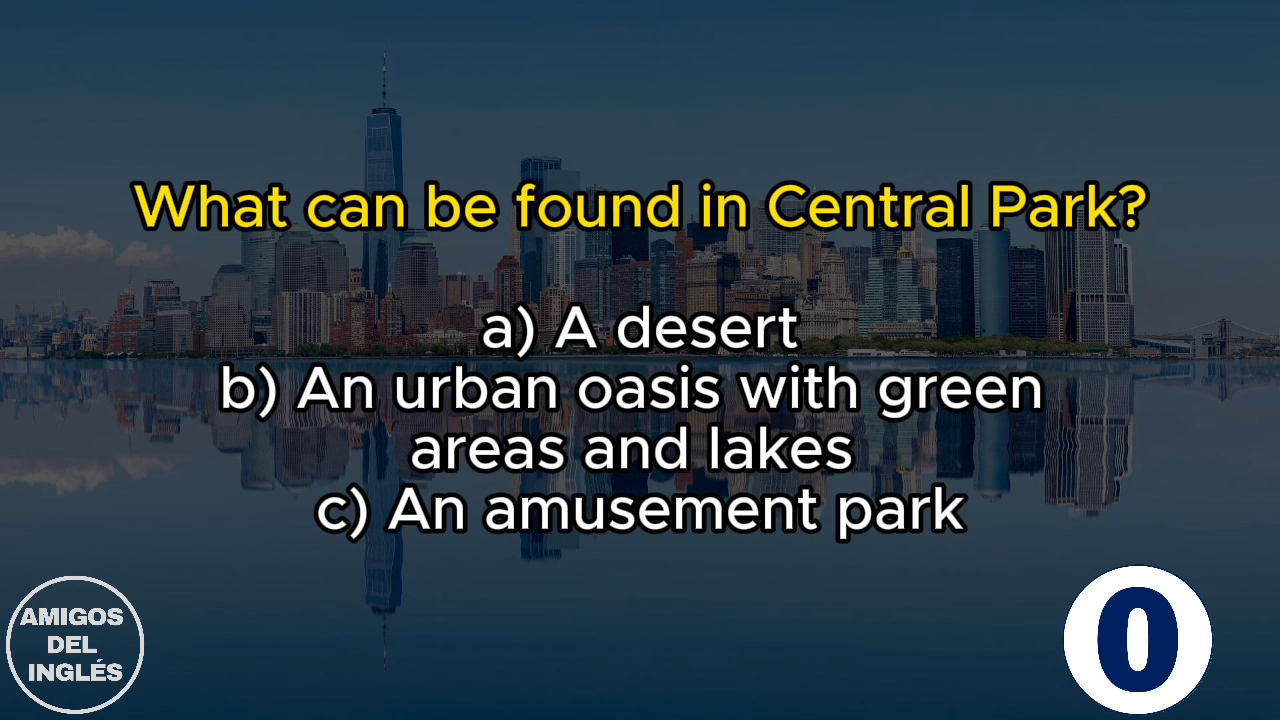 What can be found in Central Park?
a) A desert
b) An urban oasis with green
areas and lakes
c) An amusement park
AMIGOS
DEL
INGLÉS
0